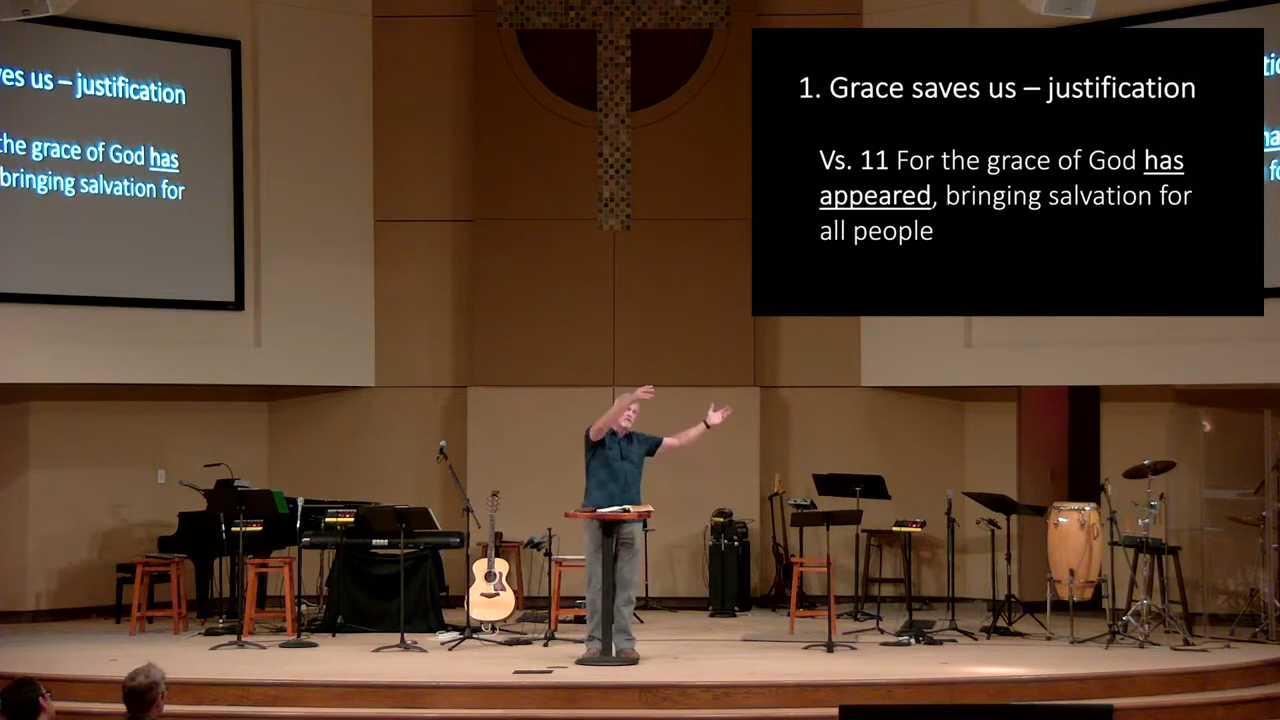 es us – justification
the grace of God has
bringing salvation for
1. Grace saves us – justification
Vs. 11 For the grace of God has
appeared, bringing salvation for
all people